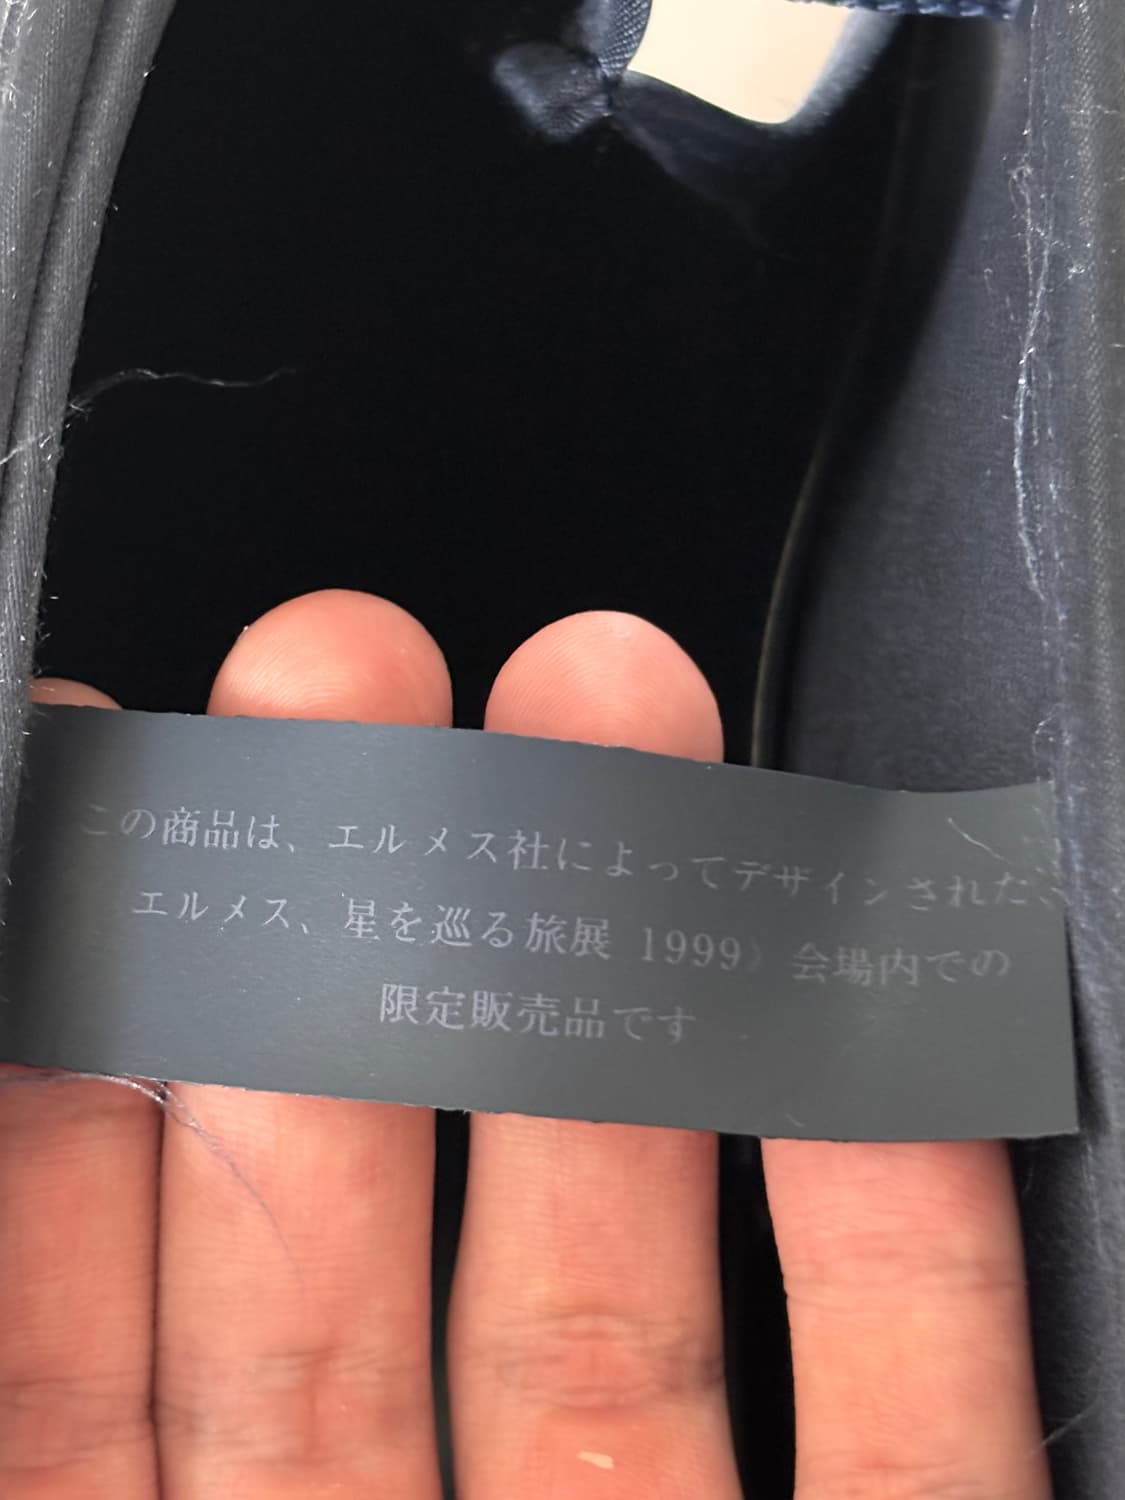 この商品は、エルメス社によってデザインされた、
エルメス、星を巡る旅展 1999〉会場内での
限定販売品です